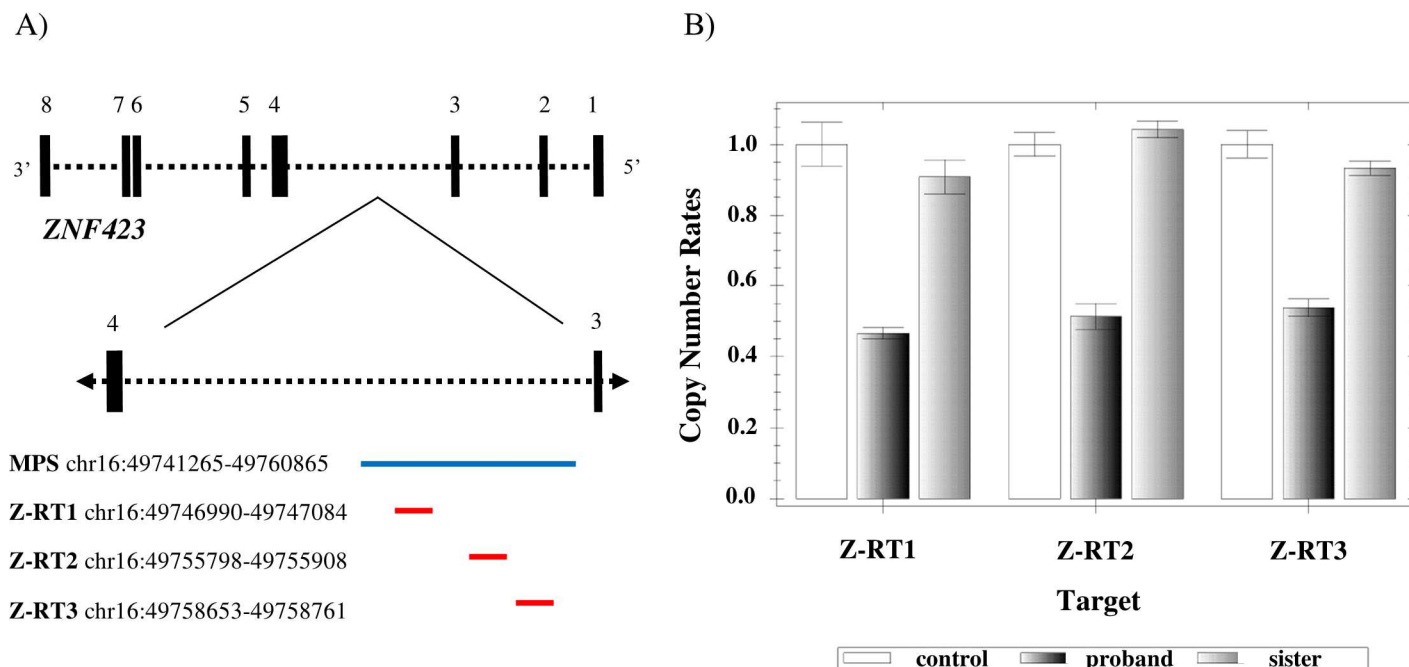 A)
8 7 6 5 4 3 2 1
3’ 5’
ZNF423
4 3
MPS chr16:49741265-49760865
Z-RT1 chr16:49746990-49747084
Z-RT2 chr16:49755798-49755908
Z-RT3 chr16:49758653-49758761
B)
Copy Number Rates
1.0
0.8
0.6
0.4
0.2
0.0
Z-RT1 Z-RT2 Z-RT3
Target
control proband sister